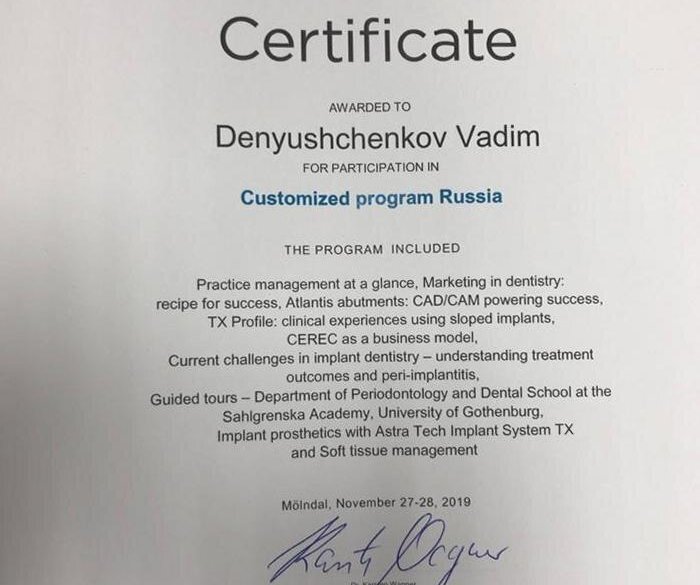 Certificate
AWARDED TO
Denyushchenkov Vadim
FOR PARTICIPATION IN
Customized program Russia
THE PROGRAM INCLUDED
Practice management at a glance, Marketing in dentistry:
recipe for success, Atlantis abutments: CAD/CAM powering success,
TX Profile: clinical experiences using sloped implants,
CEREC as a business model,
Current challenges in implant dentistry – understanding treatment
outcomes and peri-implantitis,
Guided tours – Department of Periodontology and Dental School at the
Sahlgrenska Academy, University of Gothenburg,
Implant prosthetics with Astra Tech Implant System TX
and Soft tissue management
Mölndal, November 27-28, 2019